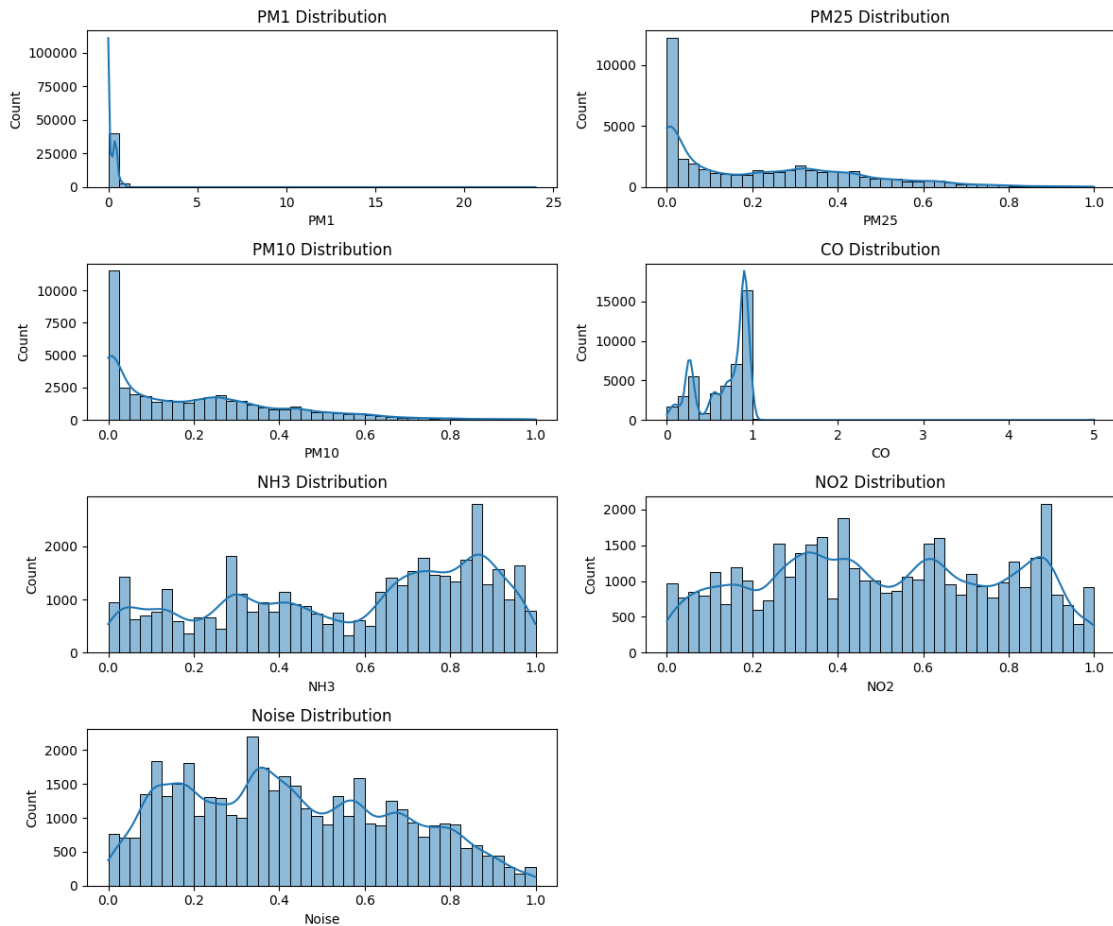 PM1 Distribution
100000
75000
50000
25000
0
Count
0 5 10 15 20 25
PM1
PM25 Distribution
10000
5000
0
Count
0.0 0.2 0.4 0.6 0.8 1.0
PM25
PM10 Distribution
10000
7500
5000
2500
0
Count
0.0 0.2 0.4 0.6 0.8 1.0
PM10
CO Distribution
15000
10000
5000
0
Count
0 1 2 3 4 5
CO
NH3 Distribution
2000
1000
0
Count
0.0 0.2 0.4 0.6 0.8 1.0
NH3
NO2 Distribution
2000
1500
1000
500
0
Count
0.0 0.2 0.4 0.6 0.8 1.0
NO2
Noise Distribution
2000
1500
1000
500
0
Count
0.0 0.2 0.4 0.6 0.8 1.0
Noise